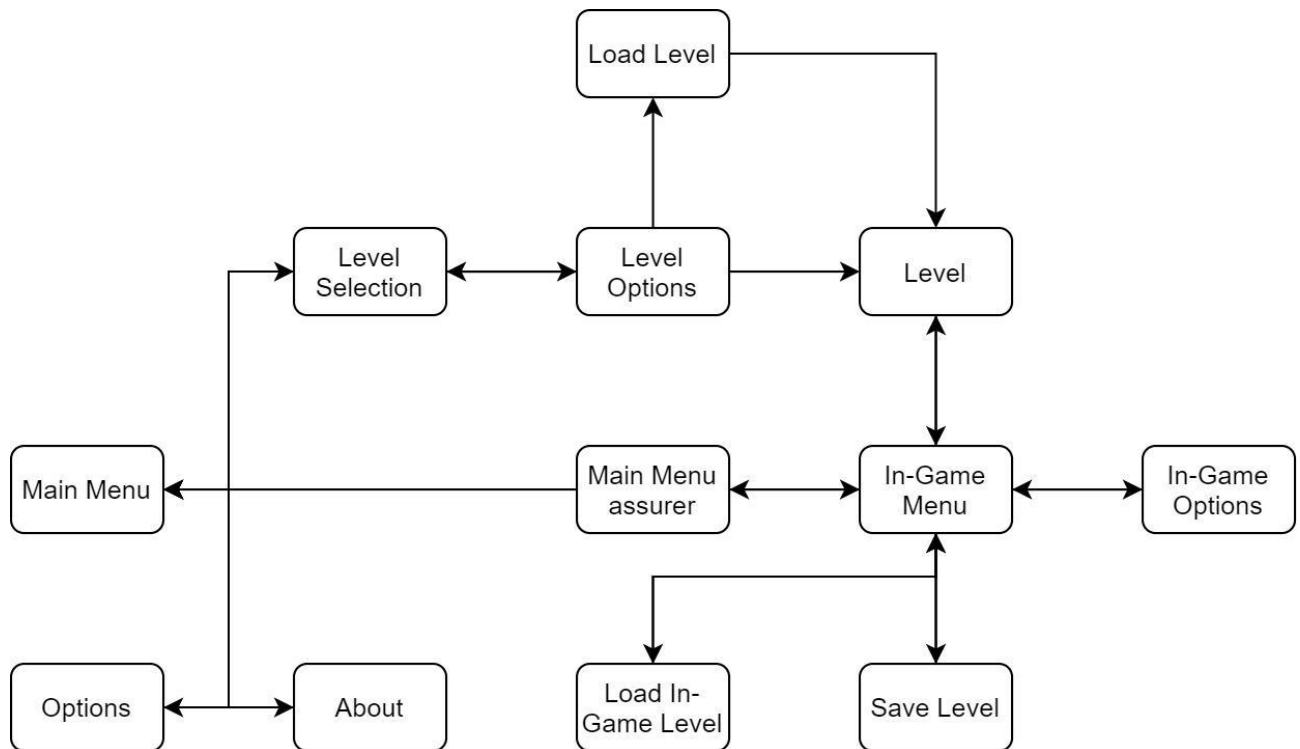 Load Level
Level
Selection
Level
Options
Level
Main Menu
Main Menu
assurer
In-Game
Menu
In-Game
Options
Options
About
Load In-
Game Level
Save Level